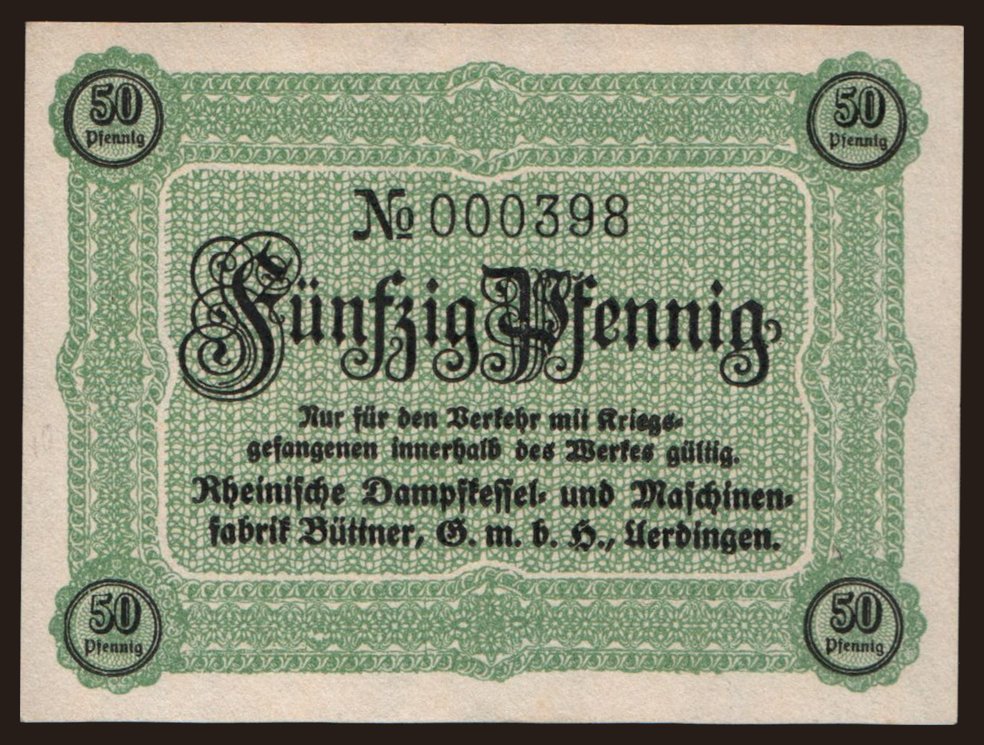 50 50
Pfennig Pfennig
No 000398
Fünfzig Pfennig
Nur für den Verkehr mit Kriegs-
gefangenen innerhalb des Werkes gültig.
Rheinische Dampfkessel- und Maschinen-
fabrik Büttner, G. m. b. H., Uerdingen.
50 50
Pfennig Pfennig